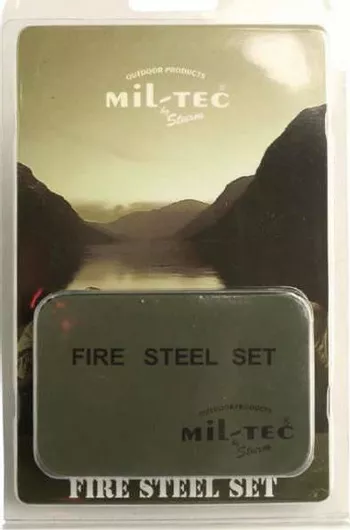 OUTDOOR PRODUCTS
MIL-TEC®
by Sturm
FIRE STEEL SET
OUTDOOR PRODUCTS
MIL-TEC®
by Sturm
FIRE STEEL SET